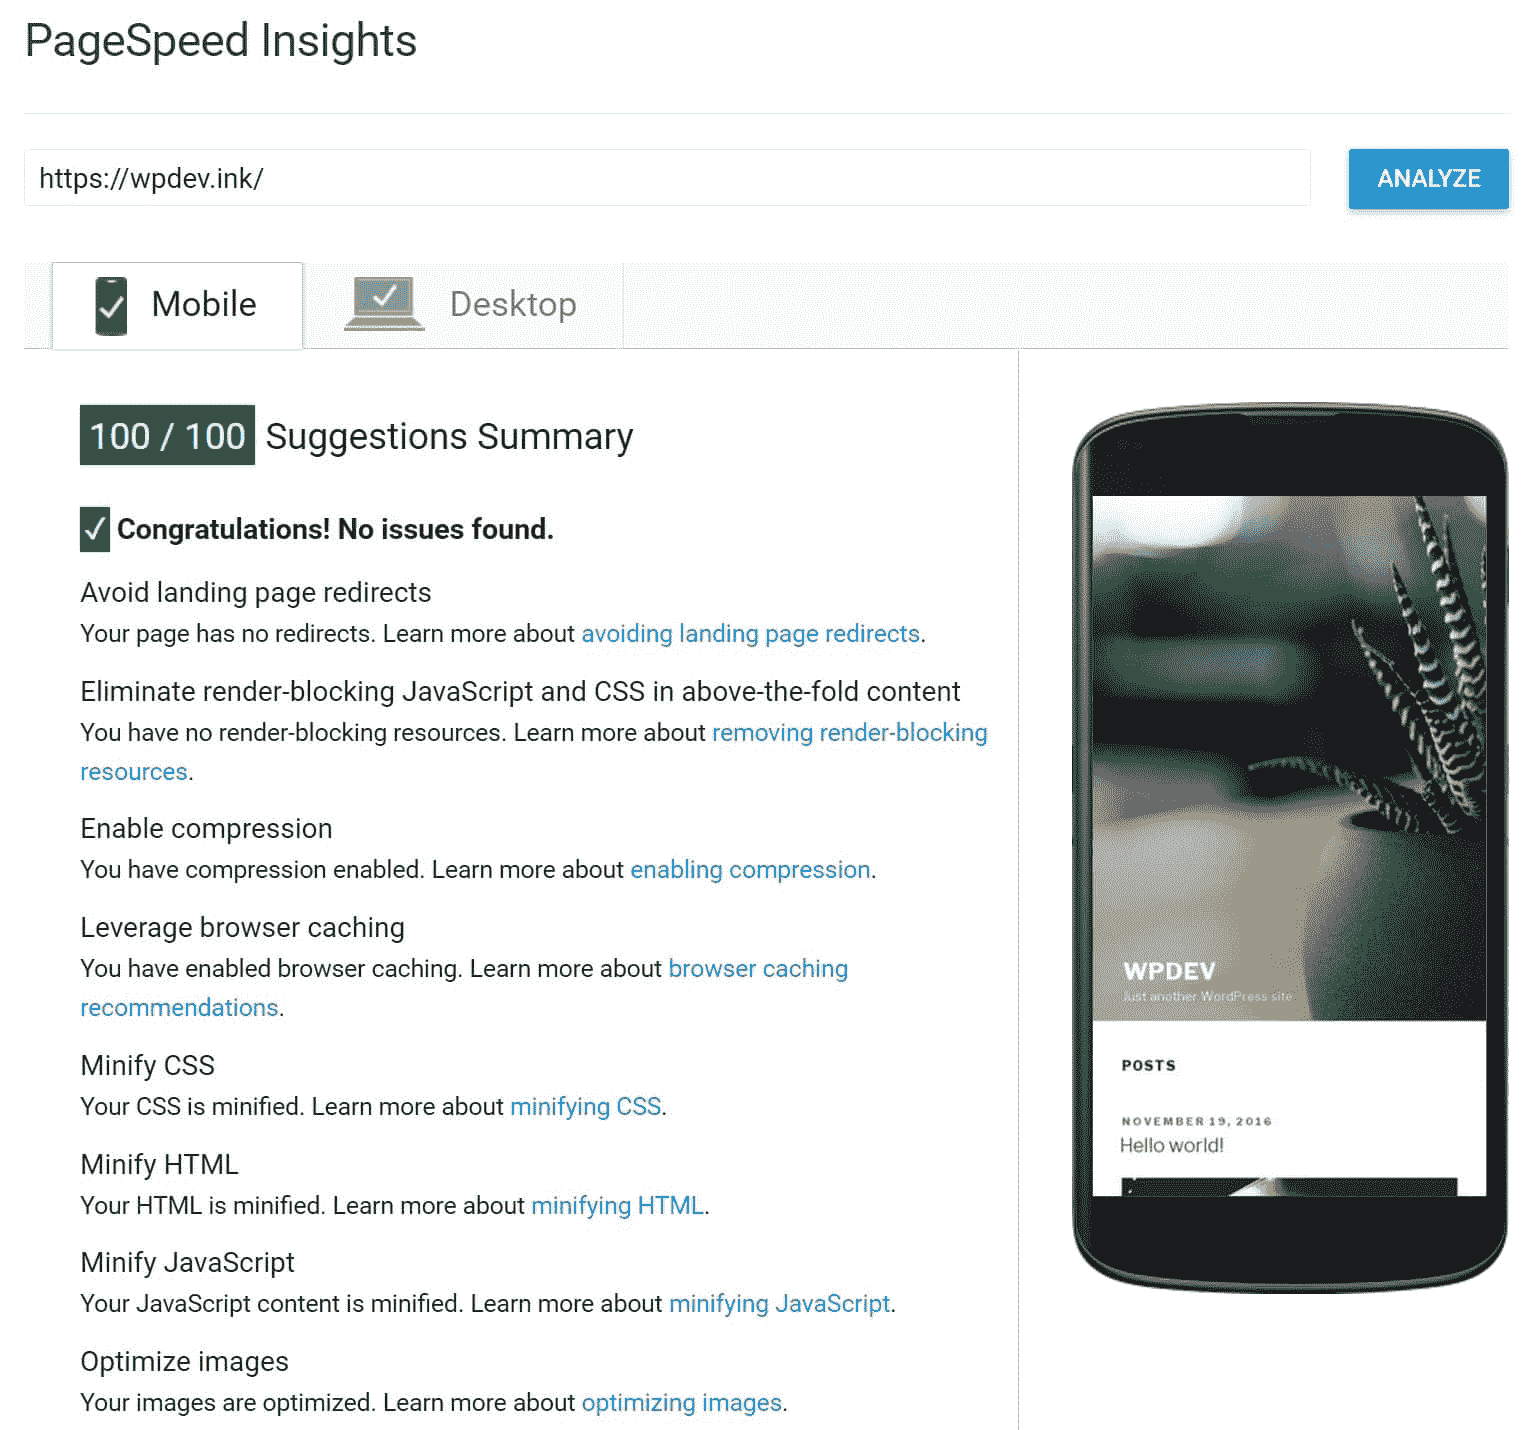 PageSpeed Insights
https://wpdev.ink/
ANALYZE
Mobile
Desktop
100 / 100 Suggestions Summary
Congratulations! No issues found.
Avoid landing page redirects
Your page has no redirects. Learn more about avoiding landing page redirects.
Eliminate render-blocking JavaScript and CSS in above-the-fold content
You have no render-blocking resources. Learn more about removing render-blocking
resources.
Enable compression
You have compression enabled. Learn more about enabling compression.
Leverage browser caching
You have enabled browser caching. Learn more about browser caching
recommendations.
Minify CSS
Your CSS is minified. Learn more about minifying CSS.
Minify HTML
Your HTML is minified. Learn more about minifying HTML.
Minify JavaScript
Your JavaScript content is minified. Learn more about minifying JavaScript.
Optimize images
Your images are optimized. Learn more about optimizing images.
WPDEV
Just another WordPress site
POSTS
NOVEMBER 19, 2016
Hello world!